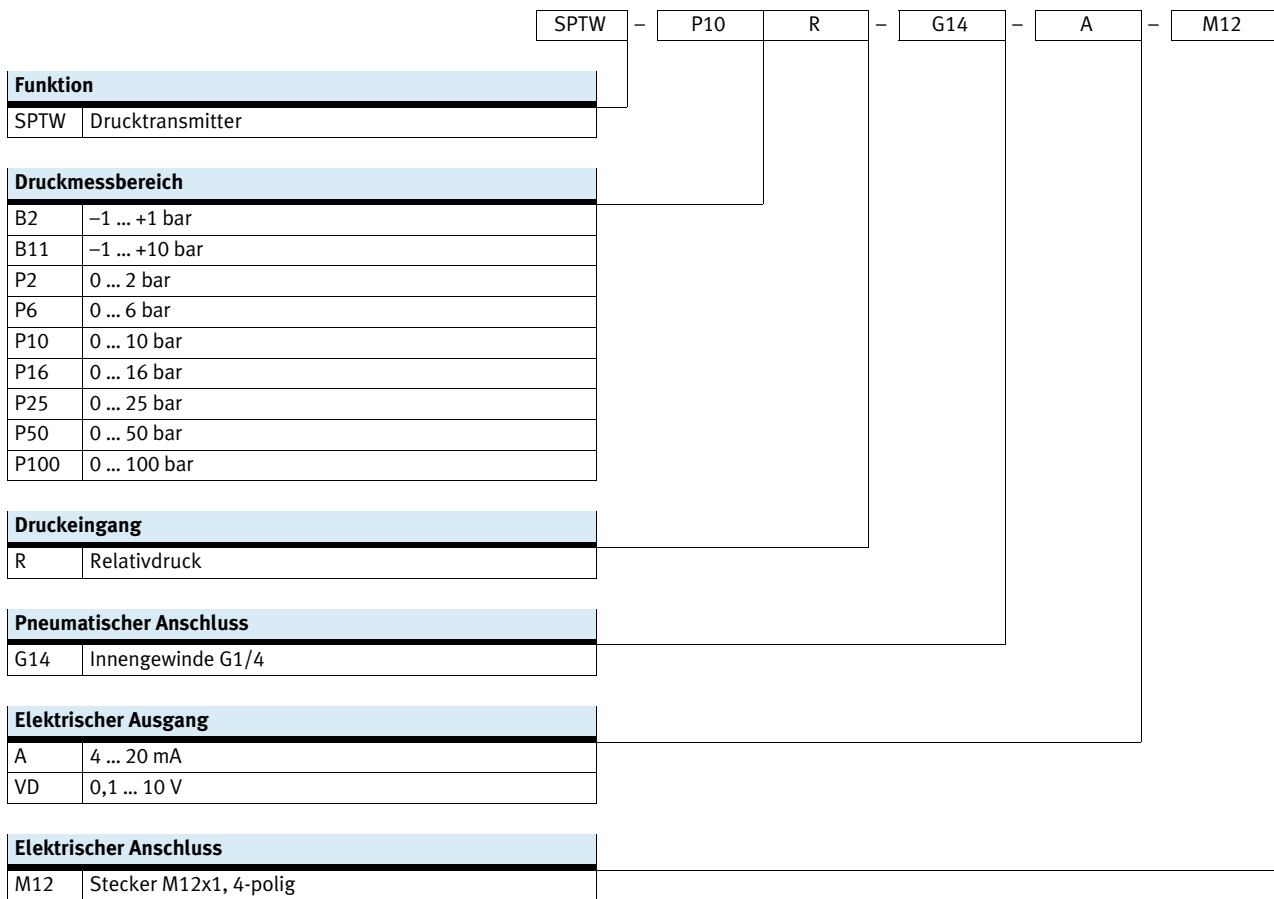 SPTW – P10 R – G14 – A – M12
Funktion
SPTW Drucktransmitter
Druckmessbereich
B2 –1 ... +1 bar
B11 –1 ... +10 bar
P2 0 ... 2 bar
P6 0 ... 6 bar
P10 0 ... 10 bar
P16 0 ... 16 bar
P25 0 ... 25 bar
P50 0 ... 50 bar
P100 0 ... 100 bar
Druckeingang
R Relativdruck
Pneumatischer Anschluss
G14 Innengewinde G1/4
Elektrischer Ausgang
A 4 ... 20 mA
VD 0,1 ... 10 V
Elektrischer Anschluss
M12 Stecker M12x1, 4-polig